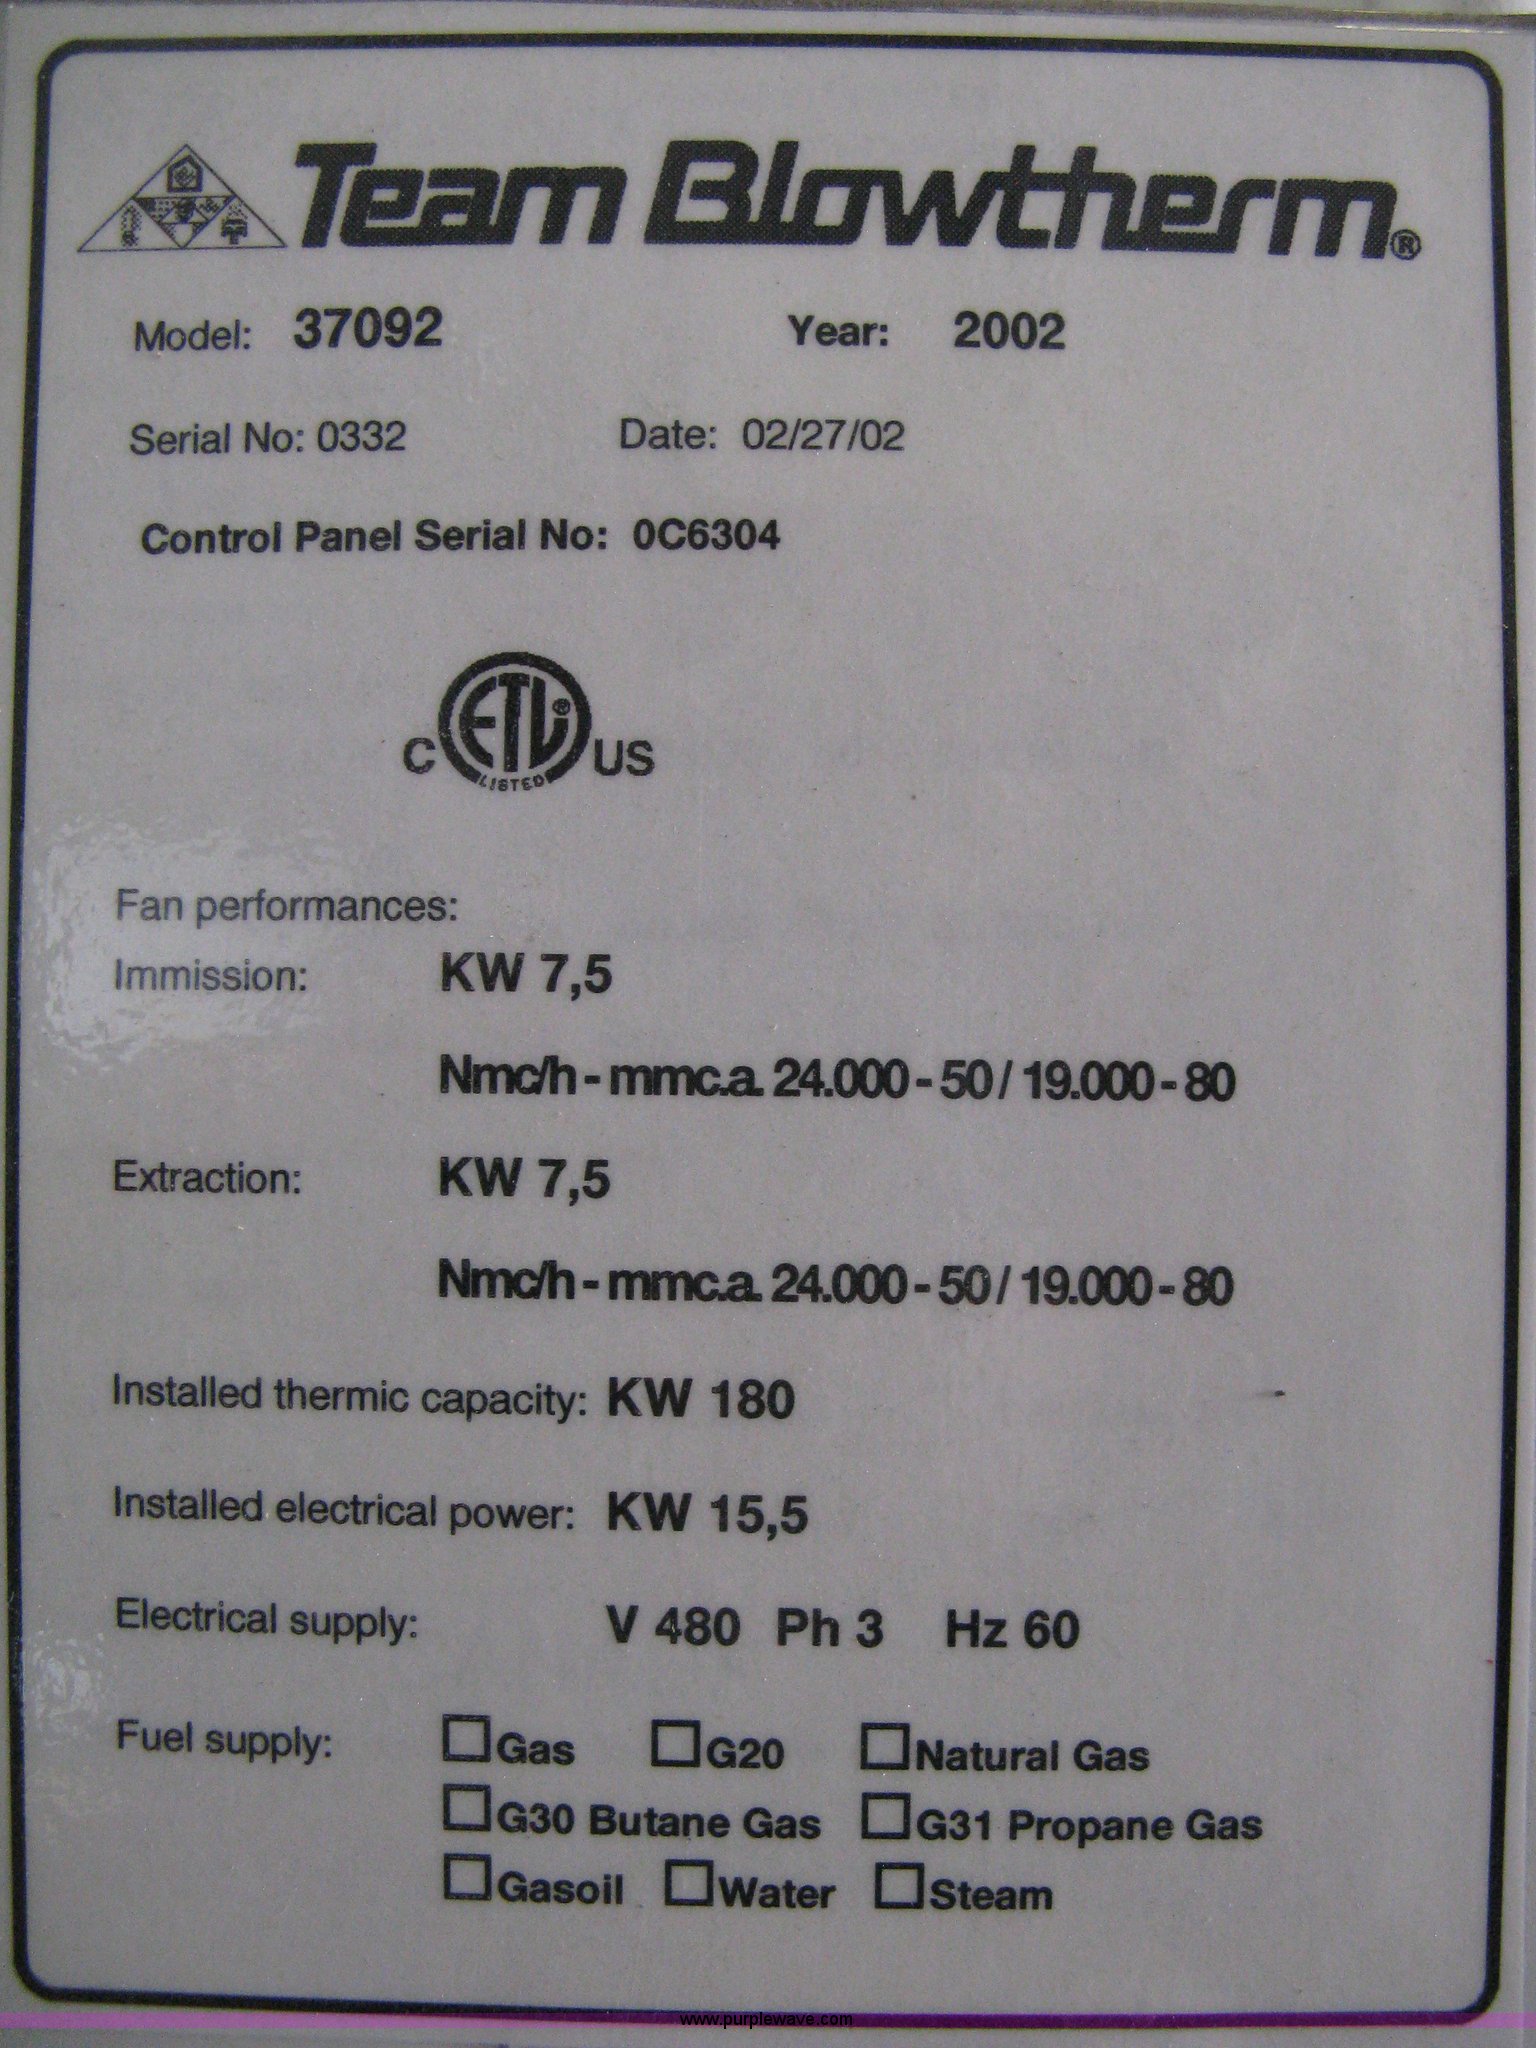 Team Blowtherm®
Model: 37092 Year: 2002
Serial No: 0332 Date: 02/27/02
Control Panel Serial No: 0C6304
C ETL® US
LISTED
Fan performances:
Immission: KW 7,5
Nmc/h - mmc.a. 24.000 - 50 / 19.000 - 80
Extraction: KW 7,5
Nmc/h - mmc.a. 24.000 - 50 / 19.000 - 80
Installed thermic capacity: KW 180
Installed electrical power: KW 15,5
Electrical supply: V 480 Ph 3 Hz 60
Fuel supply: ☐Gas ☐G20 ☐Natural Gas
☐G30 Butane Gas ☐G31 Propane Gas
☐Gasoil ☐Water ☐Steam
www.purplewave.com